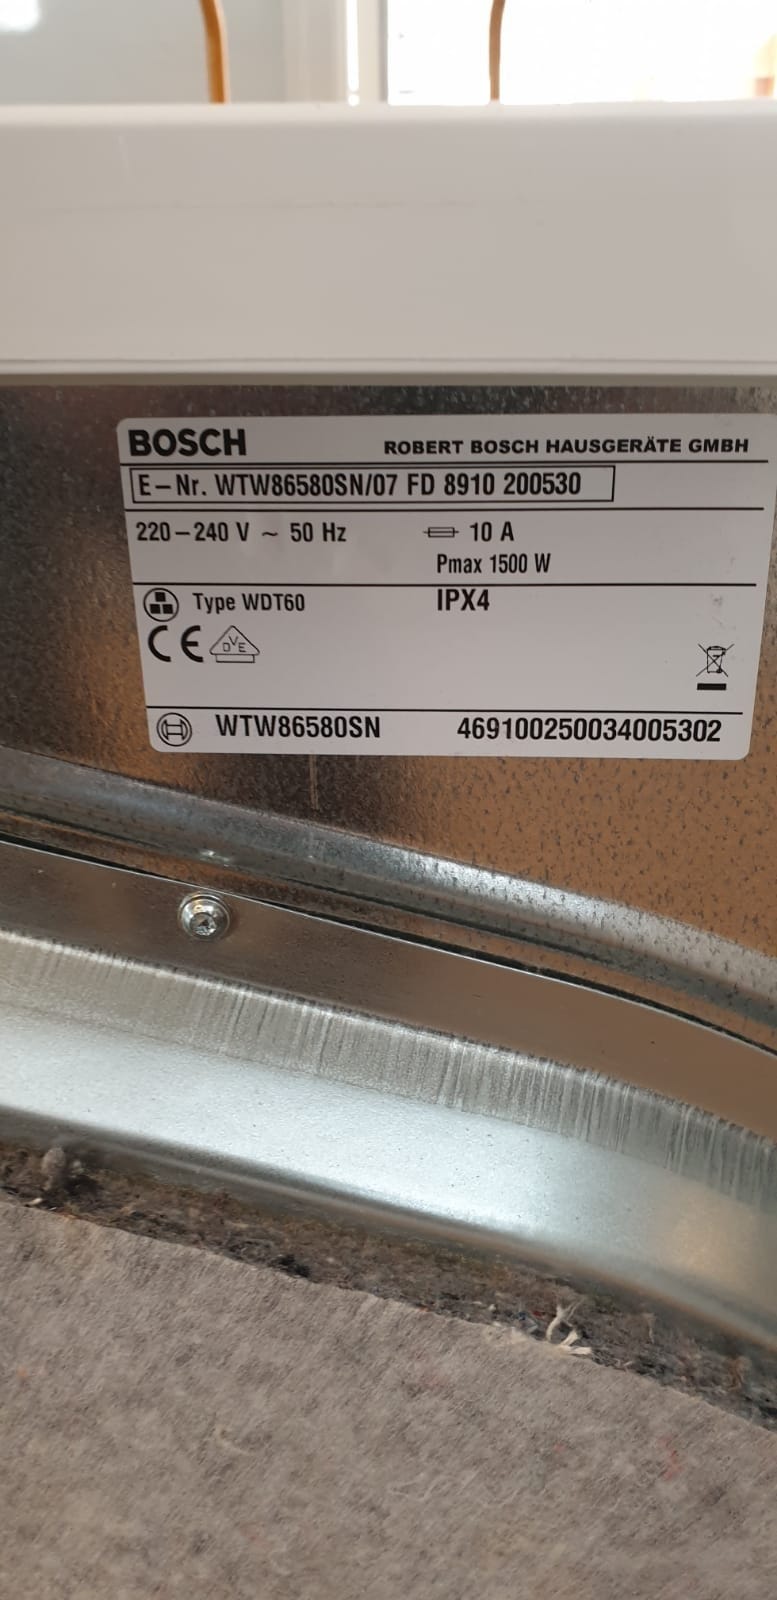 BOSCH ROBERT BOSCH HAUSGERÄTE GMBH
E-Nr. WTW86580SN/07 FD 8910 200530
220-240 V ~ 50 Hz 10 A
Pmax 1500 W
Type WDT60 IPX4
CE DVE
WTW86580SN 469100250034005302